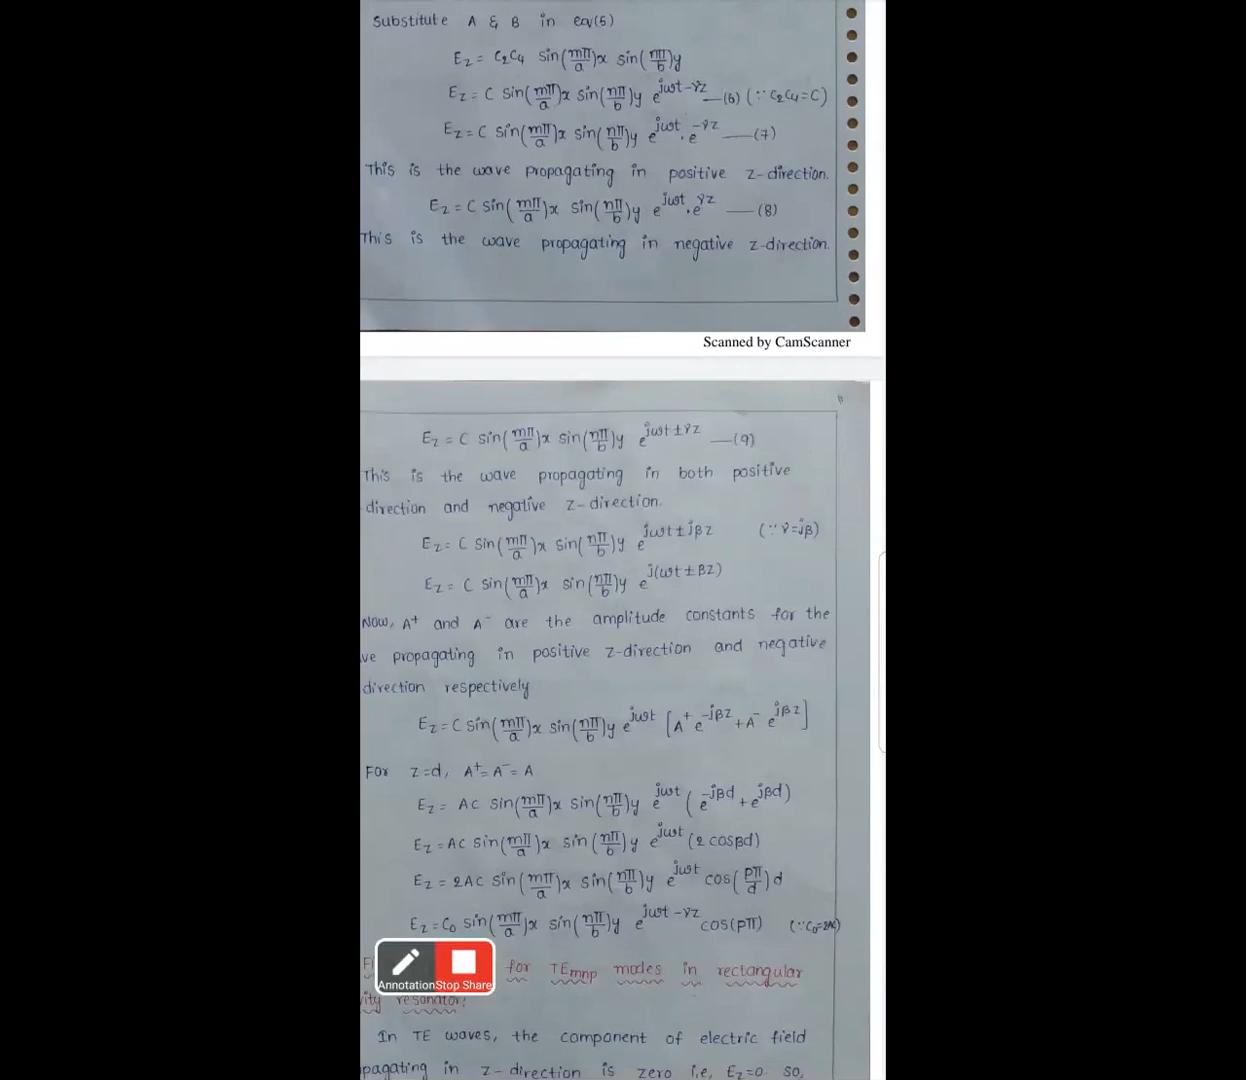 Substitute A & B in eq(5)
Ez = C2C4 sin(mπ/a)x sin(nπ/b)y
Ez = C sin(mπ/a)x sin(nπ/b)y e^jωt-γz —(6) (∵ C2C4=C)
Ez = C sin(mπ/a)x sin(nπ/b)y e^jωt . e^-γz —(7)
This is the wave propagating in positive z-direction.
Ez = C sin(mπ/a)x sin(nπ/b)y e^jωt . e^γz —(8)
This is the wave propagating in negative z-direction.
Scanned by CamScanner
Ez = C sin(mπ/a)x sin(nπ/b)y e^jωt±γz —(9)
This is the wave propagating in both positive
direction and negative z-direction.
Ez = C sin(mπ/a)x sin(nπ/b)y e^jωt±jβz (∵ γ=jβ)
Ez = C sin(mπ/a)x sin(nπ/b)y e^j(ωt±βz)
Now, A+ and A- are the amplitude constants for the
ve propagating in positive z-direction and negative
direction respectively
Ez = C sin(mπ/a)x sin(nπ/b)y e^jωt [A+ e^-jβz + A- e^jβz]
For z=d, A+ = A- = A
Ez = AC sin(mπ/a)x sin(nπ/b)y e^jωt (e^-jβd + e^jβd)
Ez = AC sin(mπ/a)x sin(nπ/b)y e^jωt (2 cosβd)
Ez = 2AC sin(mπ/a)x sin(nπ/b)y e^jωt cos(pπ/d)d
Ez = C0 sin(mπ/a)x sin(nπ/b)y e^jωt-γz cos(pπ) (∵ C0=2AC)
Annotation Stop Share
for TEmnp modes in rectangular
ity resonator:
In TE waves, the component of electric field
pagating in z-direction is zero i.e, Ez=0. so,